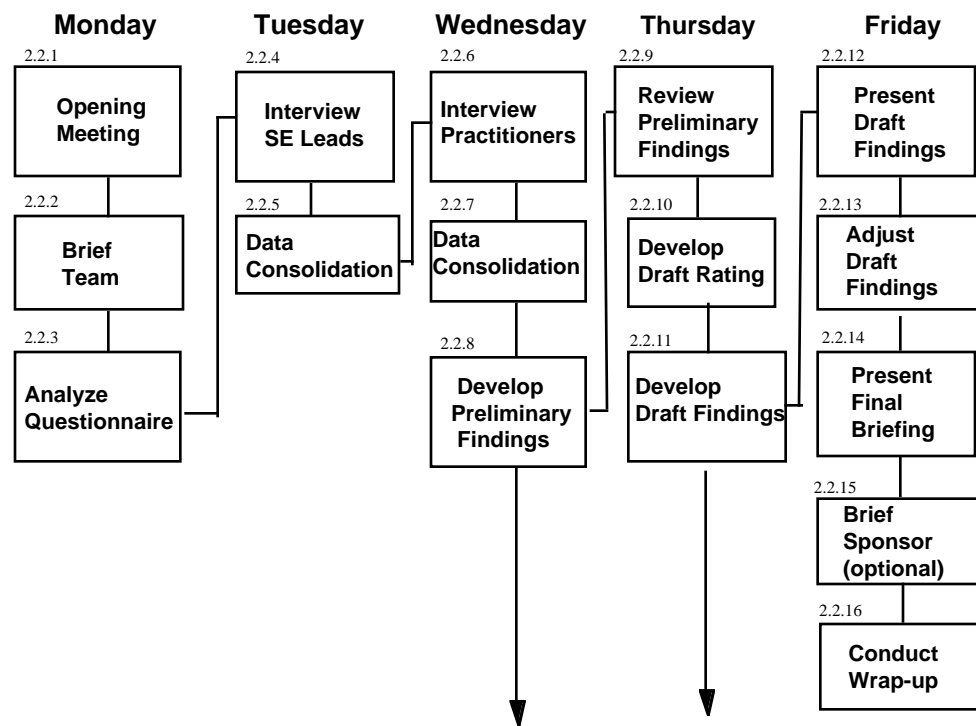 Monday
2.2.1
Opening
Meeting
2.2.2
Brief
Team
2.2.3
Analyze
Questionnaire
Tuesday
2.2.4
Interview
SE Leads
2.2.5
Data
Consolidation
Wednesday
2.2.6
Interview
Practitioners
2.2.7
Data
Consolidation
2.2.8
Develop
Preliminary
Findings
Thursday
2.2.9
Review
Preliminary
Findings
2.2.10
Develop
Draft Rating
2.2.11
Develop
Draft Findings
Friday
2.2.12
Present
Draft
Findings
2.2.13
Adjust
Draft
Findings
2.2.14
Present
Final
Briefing
2.2.15
Brief
Sponsor
(optional)
2.2.16
Conduct
Wrap-up